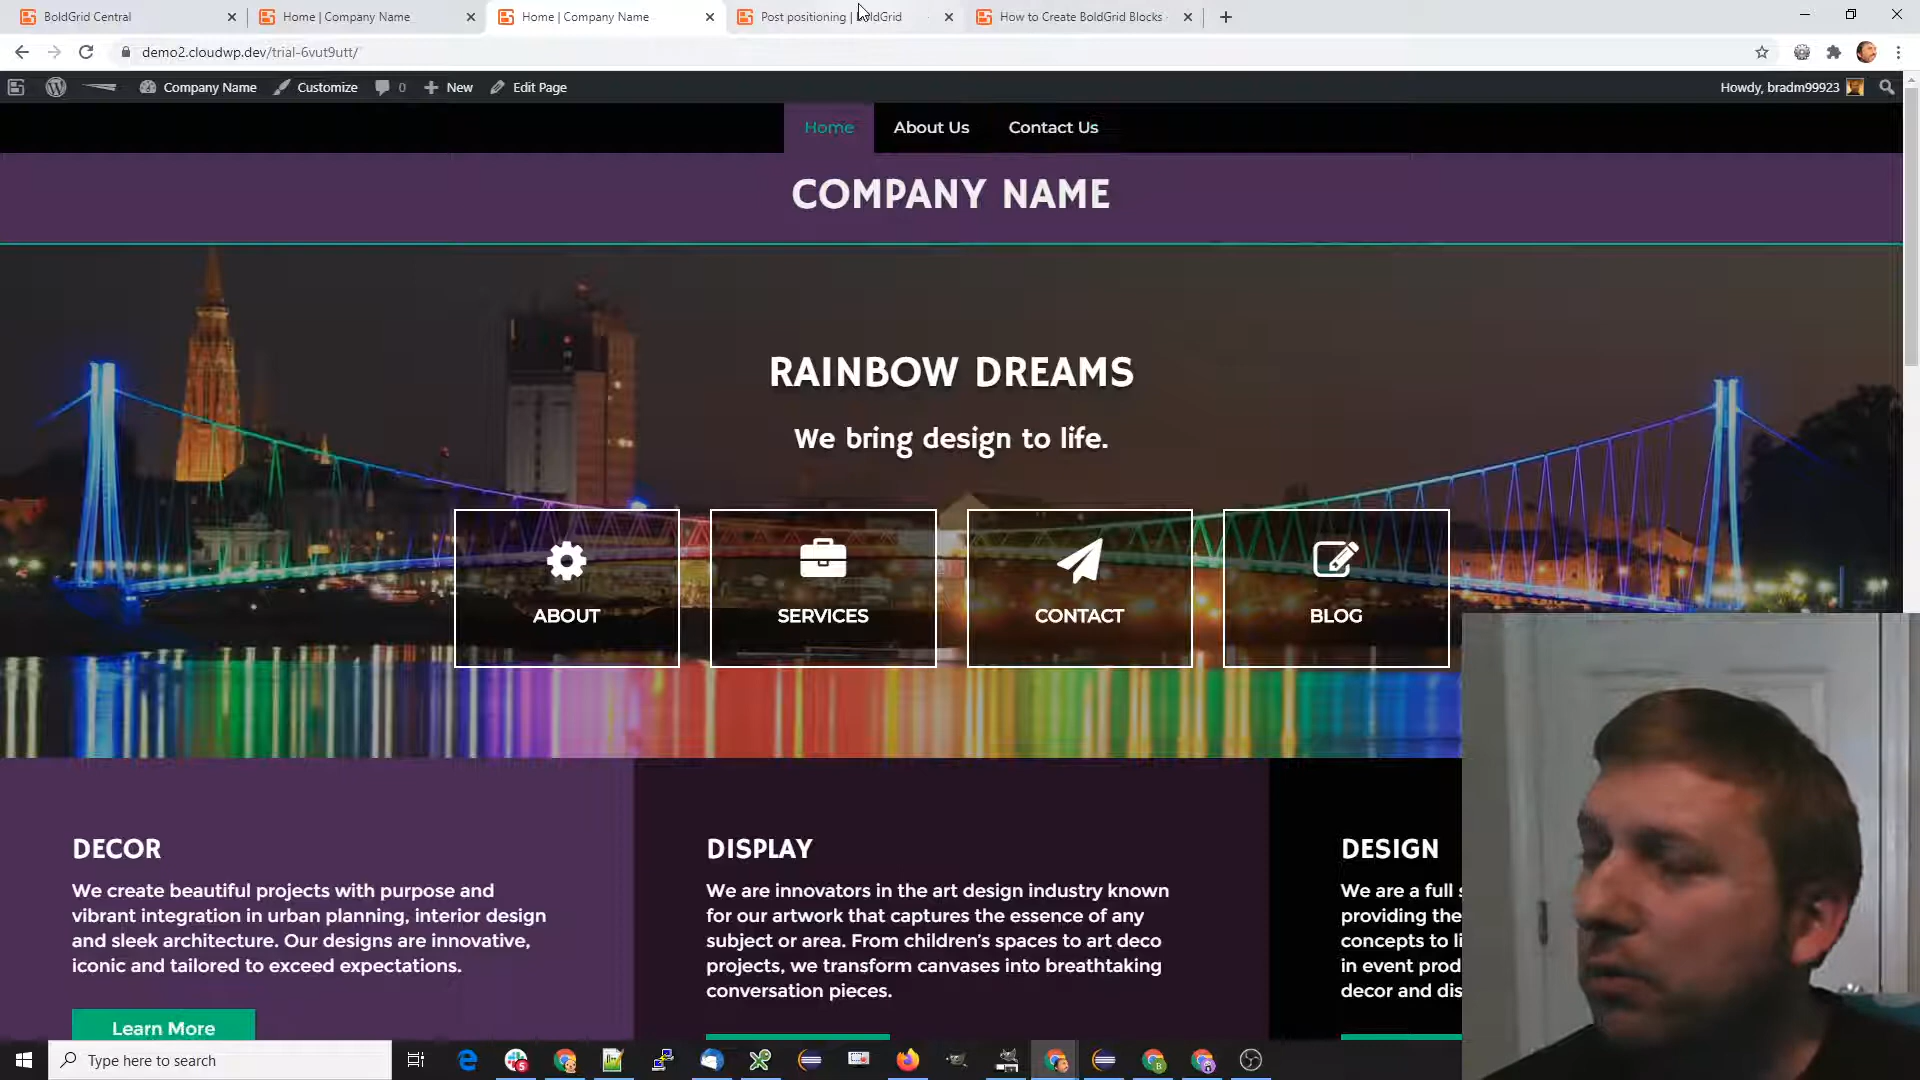 BoldGrid Central
Home | Company Name
Home | Company Name
Post positioning | BoldGrid
How to Create BoldGrid Blocks
demo2.cloudwp.dev/trial-6vut9utt/
Company Name
Customize
0
New
Edit Page
Howdy, bradm99923
Home
About Us
Contact Us
COMPANY NAME
RAINBOW DREAMS
We bring design to life.
ABOUT
SERVICES
CONTACT
BLOG
DECOR
We create beautiful projects with purpose and
vibrant integration in urban planning, interior design
and sleek architecture. Our designs are innovative,
iconic and tailored to exceed expectations.
Learn More
DISPLAY
We are innovators in the art design industry known
for our artwork that captures the essence of any
subject or area. From children's spaces to art deco
projects, we transform canvases into breathtaking
conversation pieces.
DESIGN
We are a full
providing the
concepts to li
in event prod
decor and dis
Type here to search